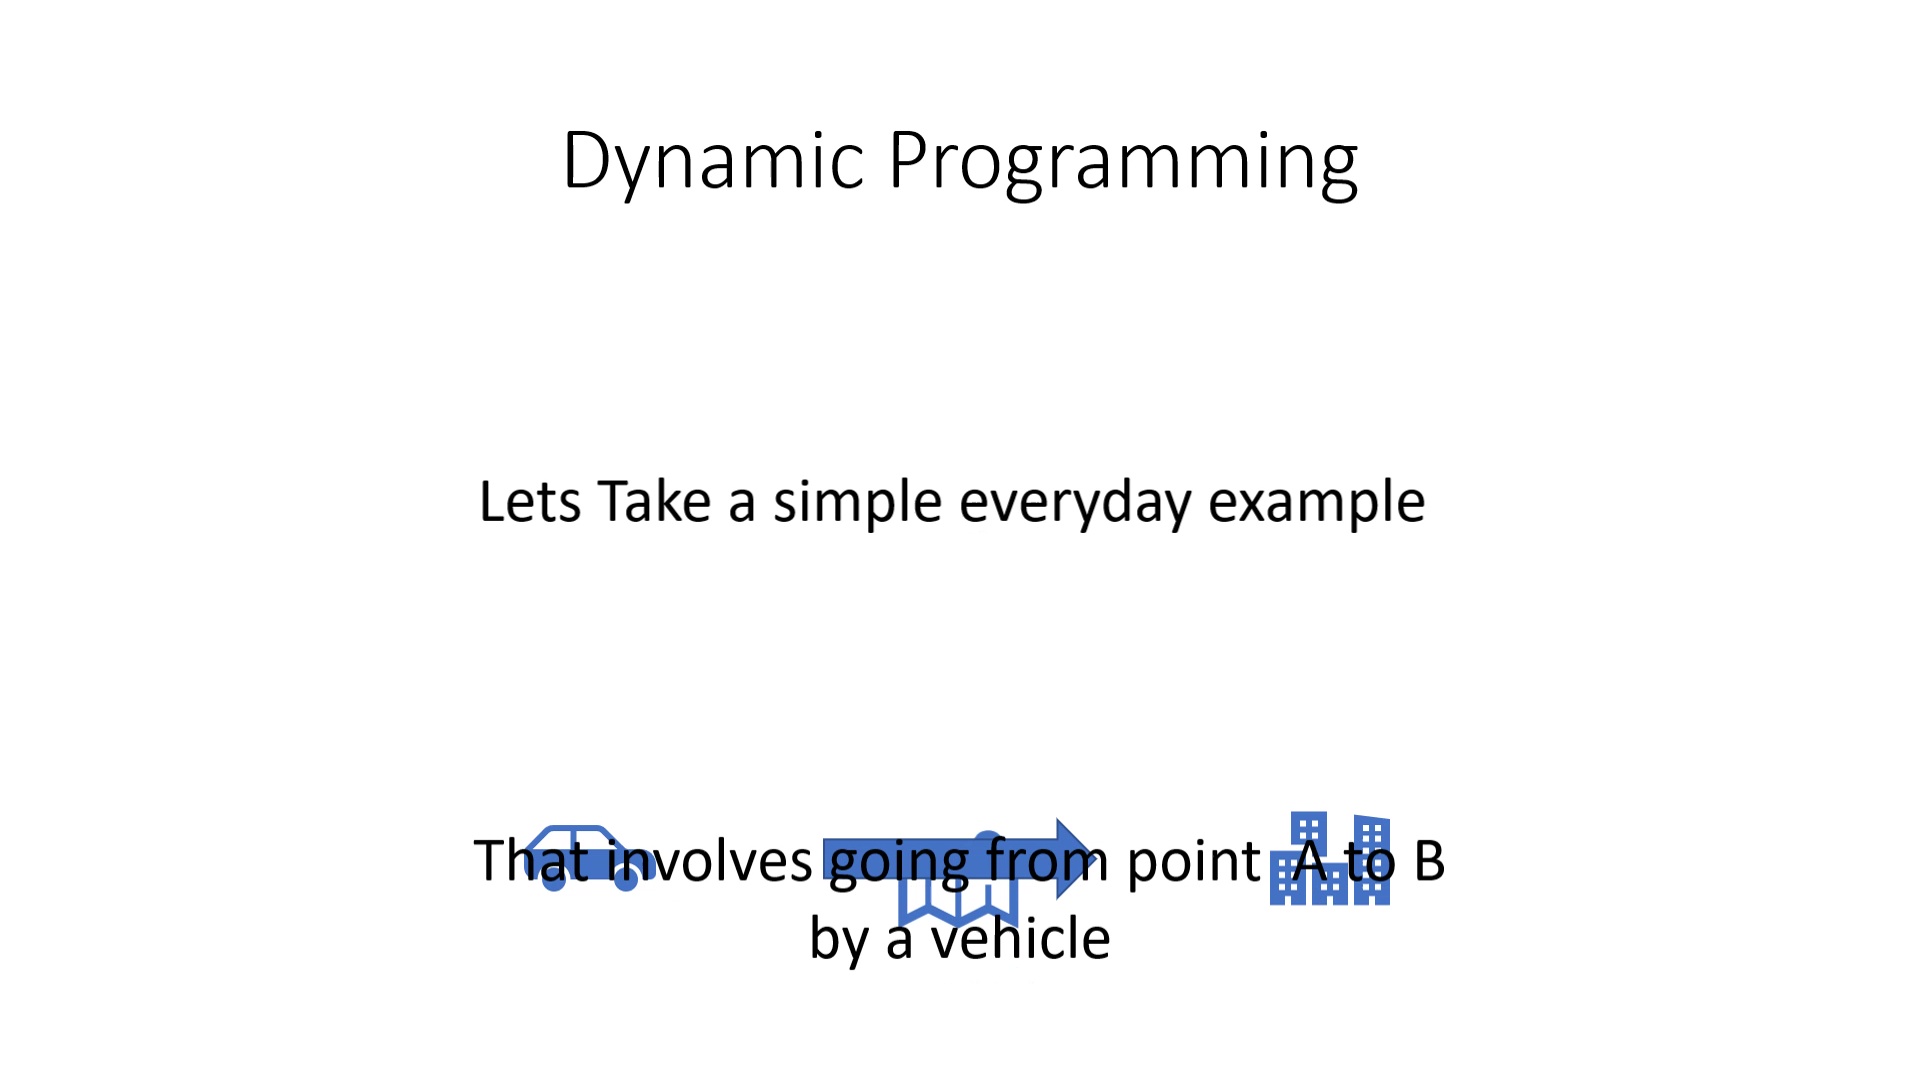 Dynamic Programming
Lets Take a simple everyday example
That involves going from point A to B
by a vehicle